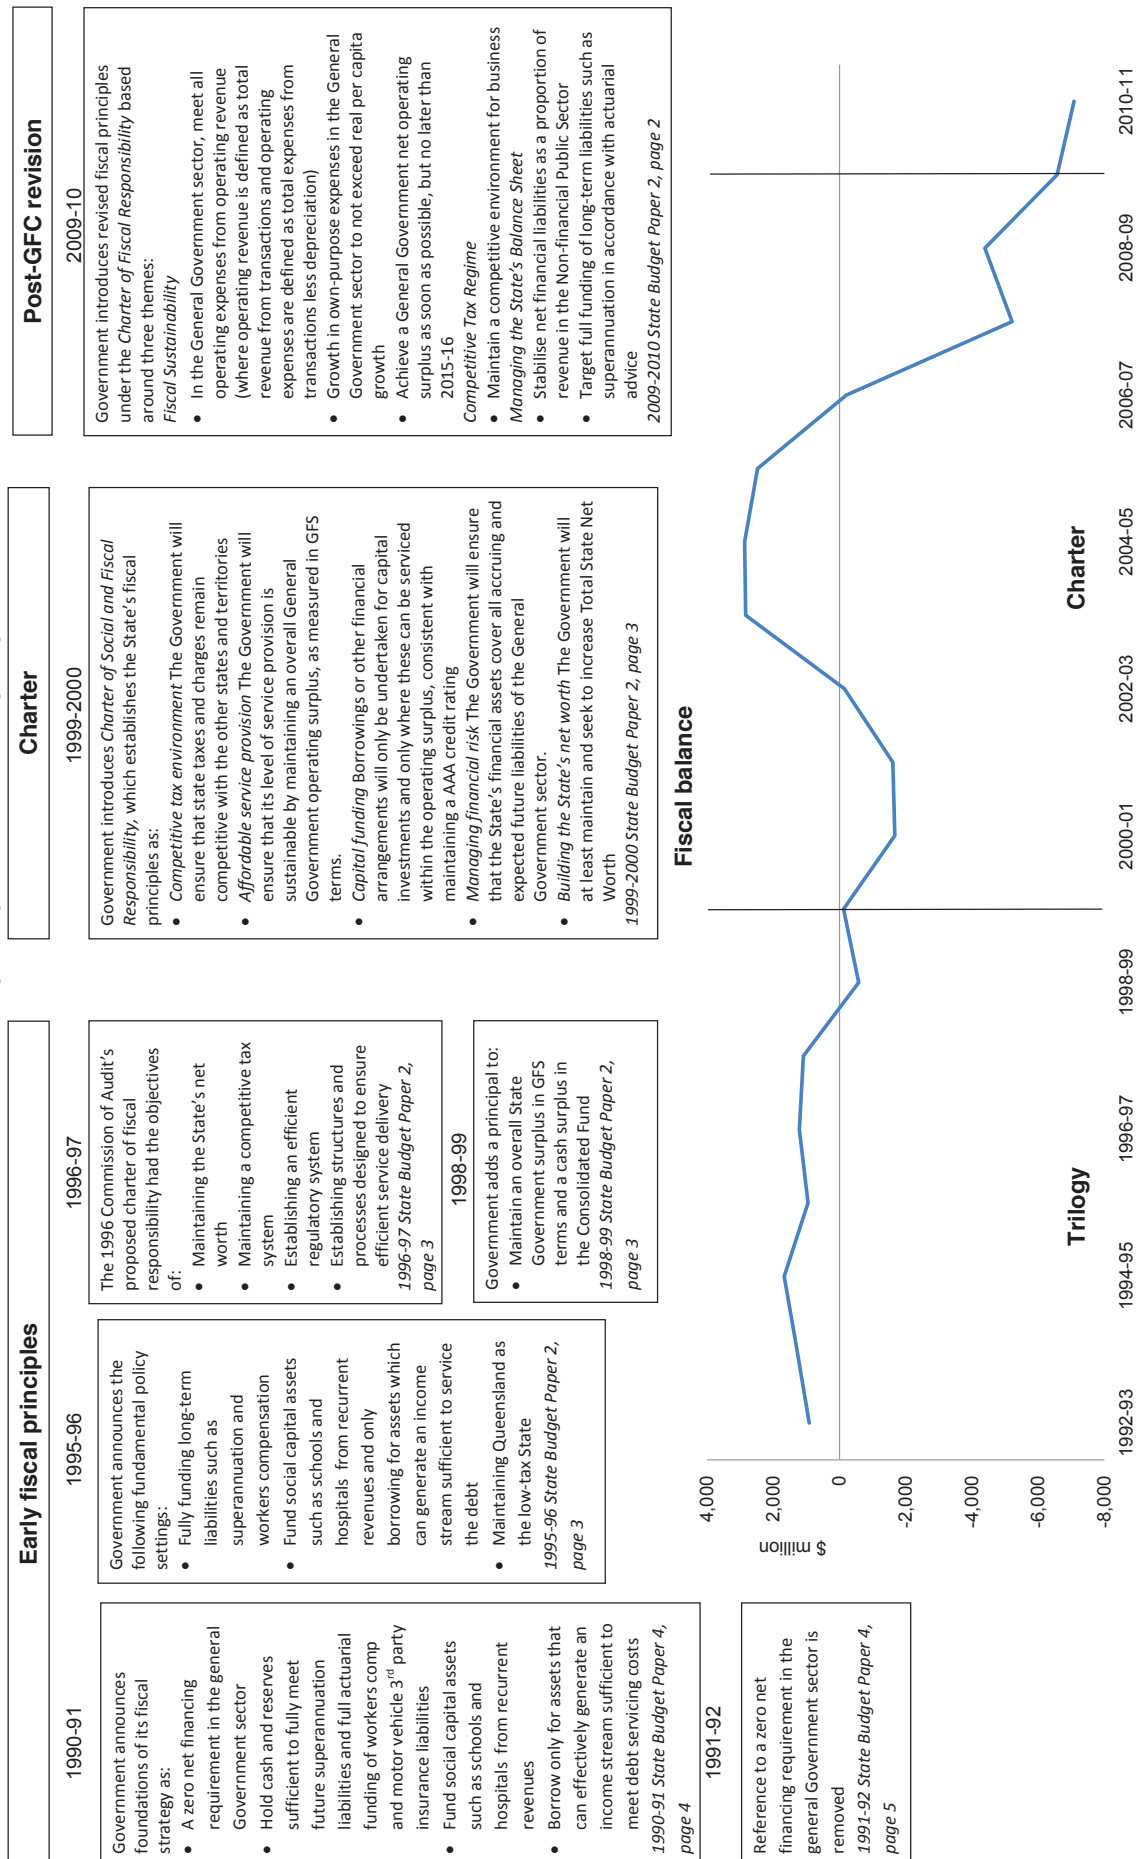 Early fiscal principles
1990-91
Government announces
foundations of its fiscal
strategy as:
• A zero net financing
requirement in the general
Government sector
• Hold cash and reserves
sufficient to fully meet
future superannuation
liabilities and full actuarial
funding of workers comp
and motor vehicle 3rd party
insurance liabilities
• Fund social capital assets
such as schools and
hospitals from recurrent
revenues
• Borrow only for assets that
can effectively generate an
income stream sufficient to
meet debt servicing costs
1990-91 State Budget Paper 4,
page 4
1991-92
Reference to a zero net
financing requirement in the
general Government sector is
removed
1991-92 State Budget Paper 4,
page 5
1995-96
Government announces the
following fundamental policy
settings:
• Fully funding long-term
liabilities such as
superannuation and
workers compensation
• Fund social capital assets
such as schools and
hospitals from recurrent
revenues and only
borrowing for assets which
can generate an income
stream sufficient to service
the debt
• Maintaining Queensland as
the low-tax State
1995-96 State Budget Paper 2,
page 3
1996-97
The 1996 Commission of Audit's
proposed charter of fiscal
responsibility had the objectives
of:
• Maintaining the State's net
worth
• Maintaining a competitive tax
system
• Establishing an efficient
regulatory system
• Establishing structures and
processes designed to ensure
efficient service delivery
1996-97 State Budget Paper 2,
page 3
1998-99
Government adds a principal to:
• Maintain an overall State
Government surplus in GFS
terms and a cash surplus in
the Consolidated Fund
1998-99 State Budget Paper 2,
page 3
Charter
1999-2000
Government introduces Charter of Social and Fiscal
Responsibility, which establishes the State's fiscal
principles as:
• Competitive tax environment The Government will
ensure that state taxes and charges remain
competitive with the other states and territories
• Affordable service provision The Government will
ensure that its level of service provision is
sustainable by maintaining an overall General
Government operating surplus, as measured in GFS
terms.
• Capital funding Borrowings or other financial
arrangements will only be undertaken for capital
investments and only where these can be serviced
within the operating surplus, consistent with
maintaining a AAA credit rating
• Managing financial risk The Government will ensure
that the State's financial assets cover all accruing and
expected future liabilities of the General
Government sector.
• Building the State's net worth The Government will
at least maintain and seek to increase Total State Net
Worth
1999-2000 State Budget Paper 2, page 3
Post-GFC revision
2009-10
Government introduces revised fiscal principles
under the Charter of Fiscal Responsibility based
around three themes:
Fiscal Sustainability
• In the General Government sector, meet all
operating expenses from operating revenue
(where operating revenue is defined as total
revenue from transactions and operating
expenses are defined as total expenses from
transactions less depreciation)
• Growth in own-purpose expenses in the General
Government sector to not exceed real per capita
growth
• Achieve a General Government net operating
surplus as soon as possible, but no later than
2015-16
Competitive Tax Regime
• Maintain a competitive environment for business
Managing the State's Balance Sheet
• Stabilise net financial liabilities as a proportion of
revenue in the Non-financial Public Sector
• Target full funding of long-term liabilities such as
superannuation in accordance with actuarial
advice
2009-2010 State Budget Paper 2, page 2
Fiscal balance
$ million
4,000
2,000
0
-2,000
-4,000
-6,000
-8,000
Trilogy
Charter
1992-93
1994-95
1996-97
1998-99
2000-01
2002-03
2004-05
2006-07
2008-09
2010-11